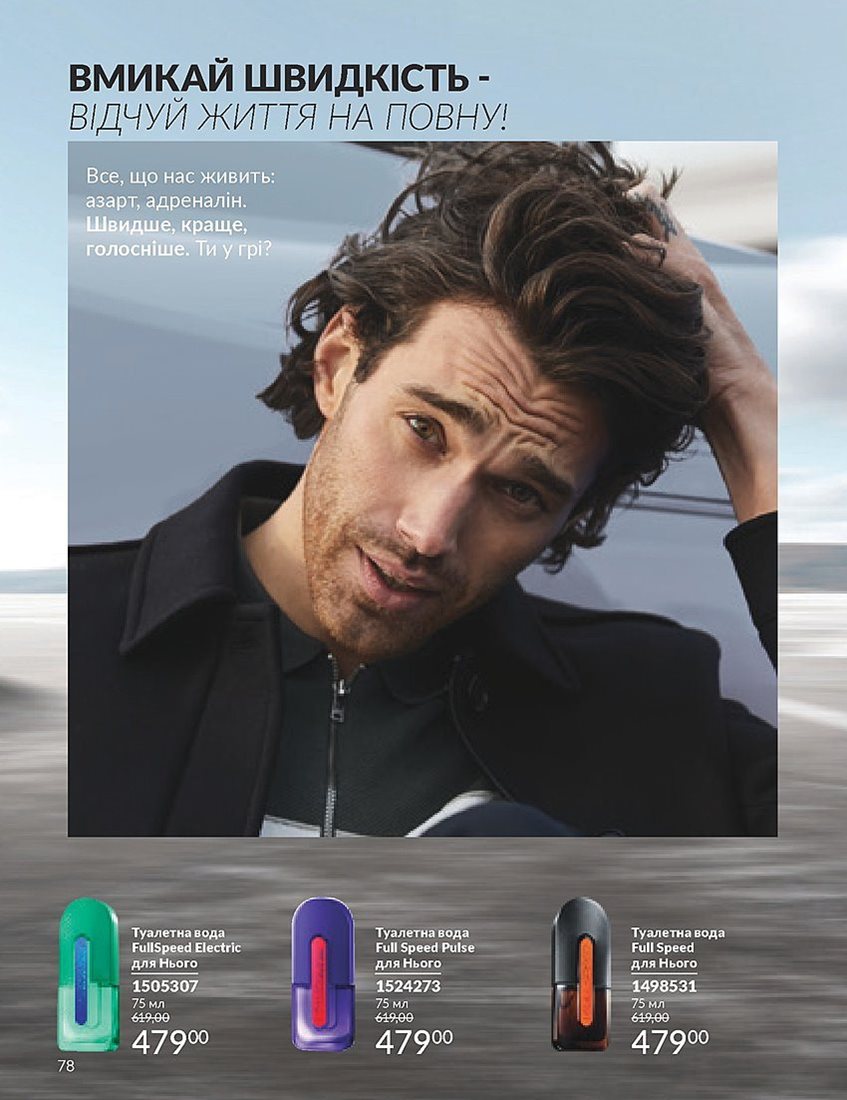 ВМИКАЙ ШВИДКІСТЬ -
ВІДЧУЙ ЖИТТЯ НА ПОВНУ!
Все, що нас живить:
азарт, адреналін.
Швидше, краще,
голосніше. Ти у грі?
Туалетна вода
FullSpeed Electric
для Нього
1505307
75 мл
619,00
479⁰⁰
Туалетна вода
Full Speed Pulse
для Нього
1524273
75 мл
619,00
479⁰⁰
Туалетна вода
Full Speed
для Нього
1498531
75 мл
619,00
479⁰⁰
78